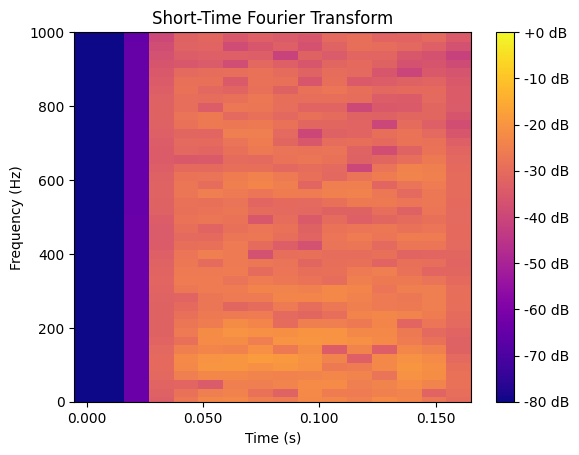 Short-Time Fourier Transform
Frequency (Hz)
1000
800
600
400
200
0
0.000 0.050 0.100 0.150
Time (s)
+0 dB
-10 dB
-20 dB
-30 dB
-40 dB
-50 dB
-60 dB
-70 dB
-80 dB